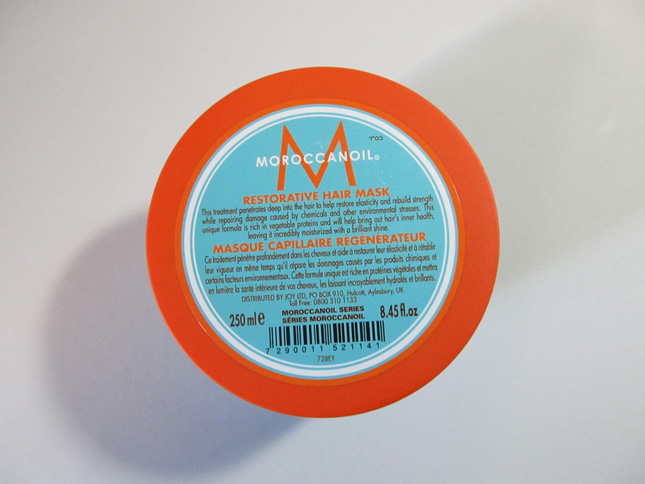 בס"ד
M
MOROCCANOIL®
RESTORATIVE HAIR MASK
This treatment penetrates deep into the hair to help restore elasticity and rebuild strength
while repairing damage caused by chemicals and other environmental stresses. This
unique formula is rich in vegetable proteins and will help bring out hair's inner health,
leaving it incredibly moisturized with a brilliant shine.
MASQUE CAPILLAIRE RÉGÉNÉRATEUR
Ce traitement pénètre profondément dans les cheveux et aide à restaurer leur élasticité et à rétablir
leur vigueur en même temps qu'il répare les dommages causés par les produits chimiques et
certains facteurs environnementaux. Cette formule unique est riche en protéines végétales et mettra
en lumière la santé intérieure de vos cheveux, les laissant incroyablement hydratés et brillants.
DISTRIBUTED BY JOY LTD, PO BOX 910, Hulcott, Aylesbury, UK
Toll Free: 0800 310 1133
250 ml e
MOROCCANOIL SERIES
SÉRIES MOROCCANOIL
8.45 fl.oz
7 290011 521141
728EY